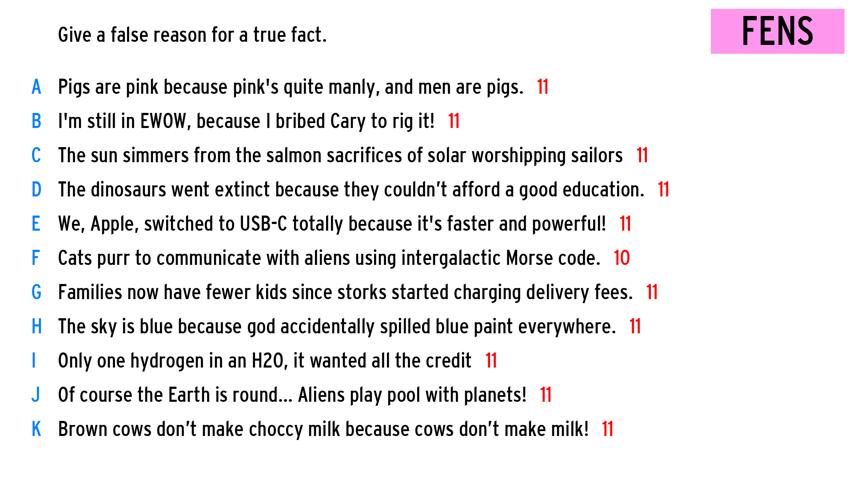 Give a false reason for a true fact.
FENS
A Pigs are pink because pink's quite manly, and men are pigs. 11
B I'm still in EWOW, because I bribed Cary to rig it! 11
C The sun simmers from the salmon sacrifices of solar worshipping sailors 11
D The dinosaurs went extinct because they couldn’t afford a good education. 11
E We, Apple, switched to USB-C totally because it's faster and powerful! 11
F Cats purr to communicate with aliens using intergalactic Morse code. 10
G Families now have fewer kids since storks started charging delivery fees. 11
H The sky is blue because god accidentally spilled blue paint everywhere. 11
I Only one hydrogen in an H2O, it wanted all the credit 11
J Of course the Earth is round... Aliens play pool with planets! 11
K Brown cows don’t make choccy milk because cows don’t make milk! 11